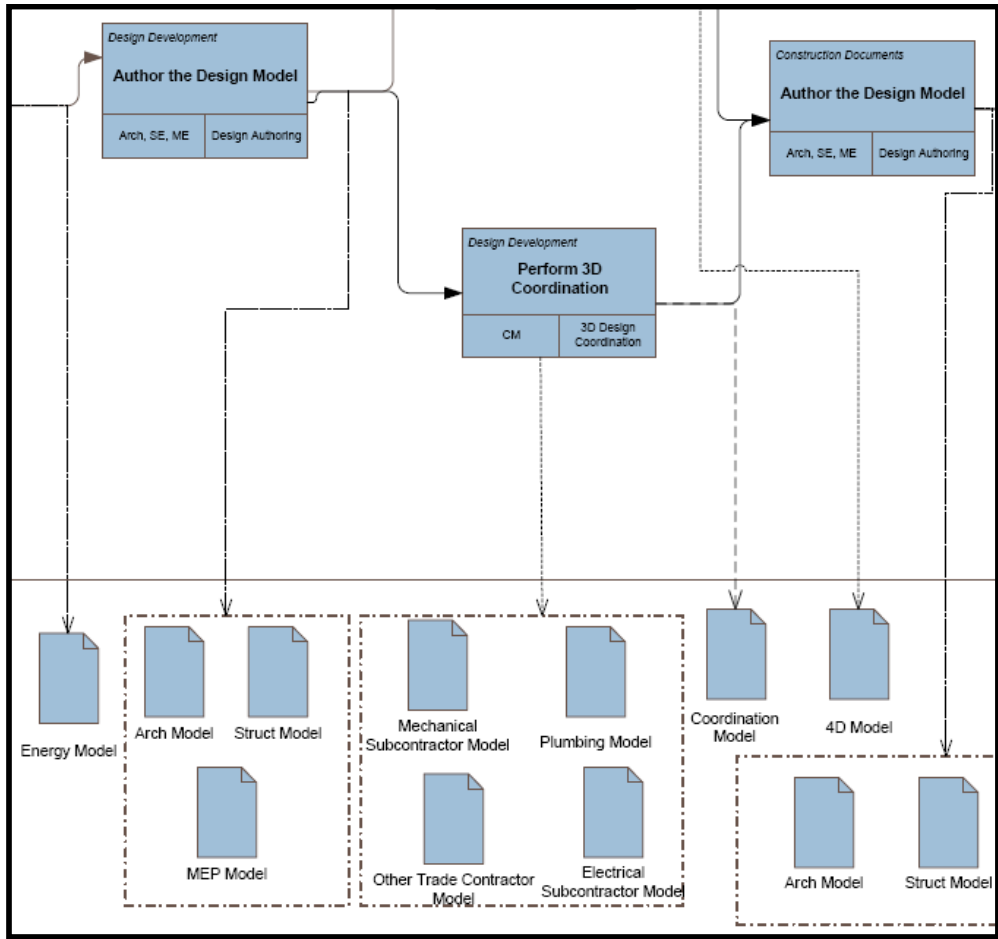 Design Development
Author the Design Model
Arch, SE, ME
Design Authoring
Construction Documents
Author the Design Model
Arch, SE, ME
Design Authoring
Design Development
Perform 3D
Coordination
CM
3D Design
Coordination
Energy Model
Arch Model
Struct Model
MEP Model
Mechanical
Subcontractor Model
Plumbing Model
Other Trade Contractor
Model
Electrical
Subcontractor Model
Coordination
Model
4D Model
Arch Model
Struct Model